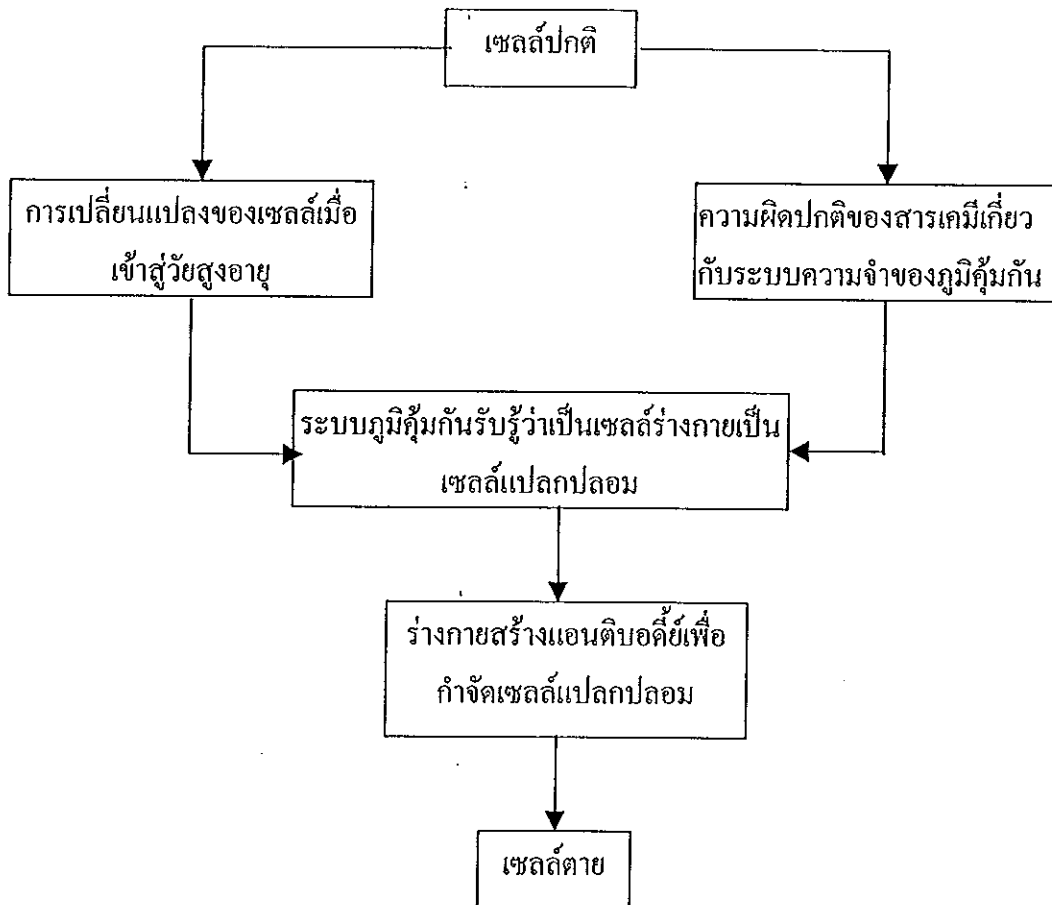 เซลล์ปกติ
การเปลี่ยนแปลงของเซลล์เมื่อ
เข้าสู่วัยสูงอายุ
ความผิดปกติของสารเคมีเกี่ยว
กับระบบความจำของภูมิคุ้มกัน
ระบบภูมิคุ้มกันรับรู้ว่าเป็นเซลล์ร่างกายเป็น
เซลล์แปลกปลอม
ร่างกายสร้างแอนติบอดี้ย์เพื่อ
กำจัดเซลล์แปลกปลอม
เซลล์ตาย